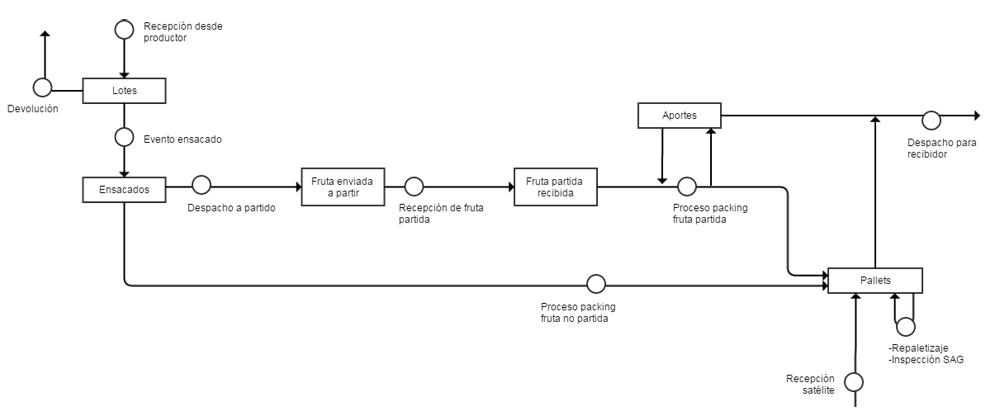 Recepción desde
productor
Lotes
Devolución
Evento ensacado
Aportes
Despacho para
recibidor
Ensacados
Fruta enviada
a partir
Fruta partida
recibida
Despacho a partido
Recepción de fruta
partida
Proceso packing
fruta partida
Pallets
Proceso packing
fruta no partida
-Repaletizaje
-Inspección SAG
Recepción
satélite